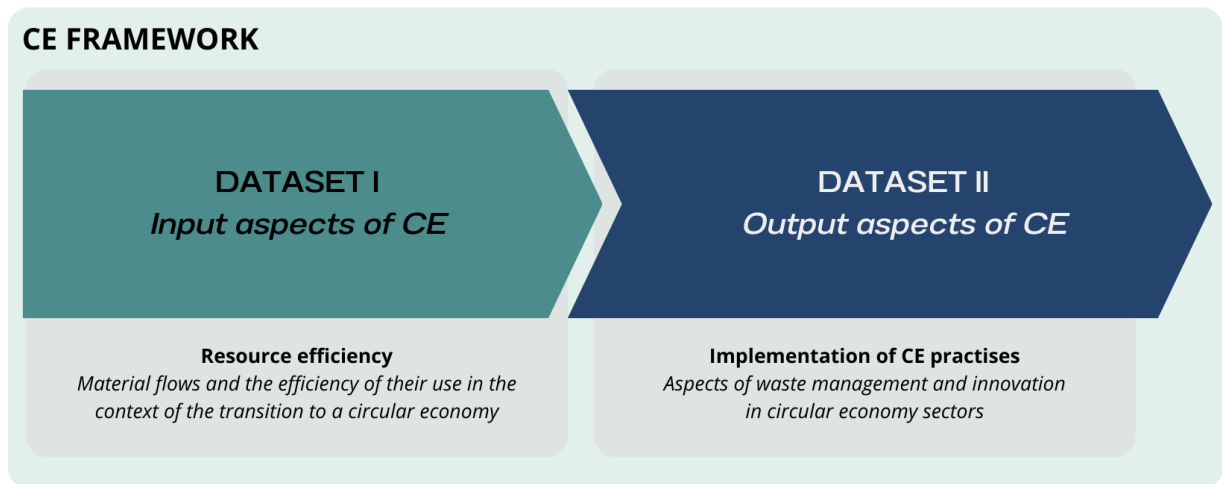 CE FRAMEWORK
DATASET I
Input aspects of CE
DATASET II
Output aspects of CE
Resource efficiency
Material flows and the efficiency of their use in the
context of the transition to a circular economy
Implementation of CE practises
Aspects of waste management and innovation
in circular economy sectors